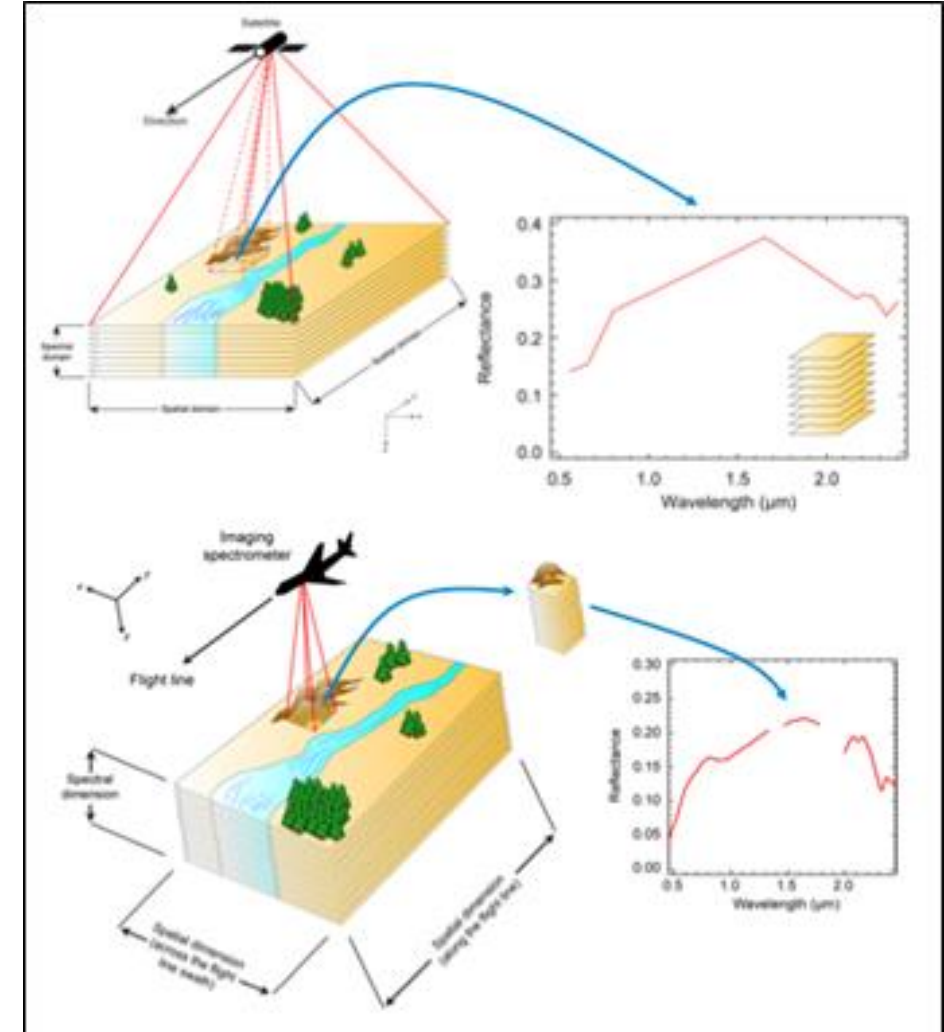 Satellite
Direction
Spectral
domain
Spatial domain
Spatial domain
0.4
0.3
0.2
0.1
0.0
Reflectance
0.5 1.0 1.5 2.0
Wavelength (μm)
Imaging
spectrometer
Flight line
Spectral
dimension
Spatial dimension
(across the flight
line swath)
Spatial dimension
(along the flight line)
0.30
0.25
0.20
0.15
0.10
0.05
0.00
Reflectance
0.5 1.0 1.5 2.0
Wavelength (μm)